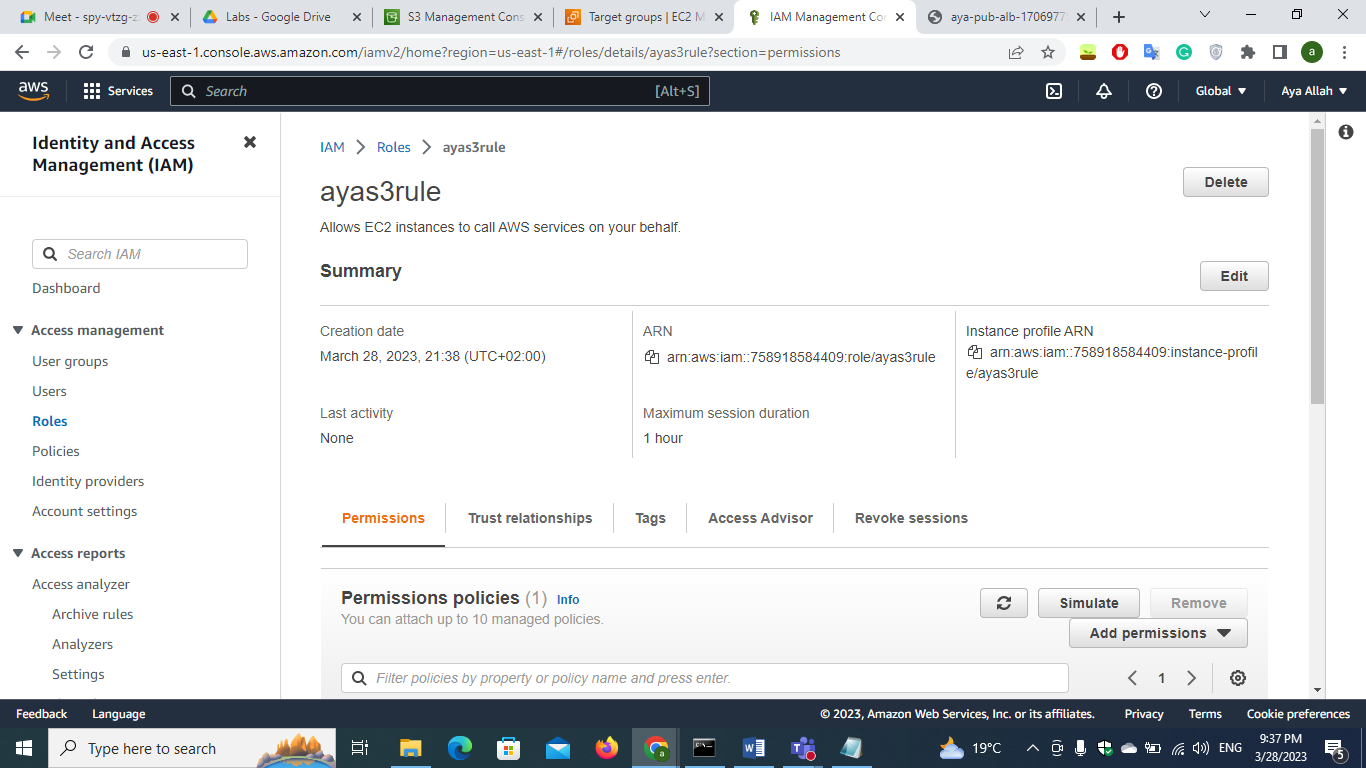 Meet - spy-vtzg-z
Labs - Google Drive
S3 Management Cons
Target groups | EC2 M
IAM Management Co
aya-pub-alb-1706977
us-east-1.console.aws.amazon.com/iamv2/home?region=us-east-1#/roles/details/ayas3rule?section=permissions
a
aws
Services
Search
[Alt+S]
Global
Aya Allah
Identity and Access
Management (IAM)
Search IAM
Dashboard
Access management
User groups
Users
Roles
Policies
Identity providers
Account settings
Access reports
Access analyzer
Archive rules
Analyzers
Settings
IAM > Roles > ayas3rule
ayas3rule
Delete
Allows EC2 instances to call AWS services on your behalf.
Summary
Edit
Creation date
March 28, 2023, 21:38 (UTC+02:00)
ARN
arn:aws:iam::758918584409:role/ayas3rule
Instance profile ARN
arn:aws:iam::758918584409:instance-profil
e/ayas3rule
Last activity
None
Maximum session duration
1 hour
Permissions
Trust relationships
Tags
Access Advisor
Revoke sessions
Permissions policies (1) Info
You can attach up to 10 managed policies.
Simulate
Remove
Add permissions
Filter policies by property or policy name and press enter.
1
Feedback
Language
© 2023, Amazon Web Services, Inc. or its affiliates.
Privacy
Terms
Cookie preferences
Type here to search
19°C
ENG
9:37 PM
3/28/2023
5